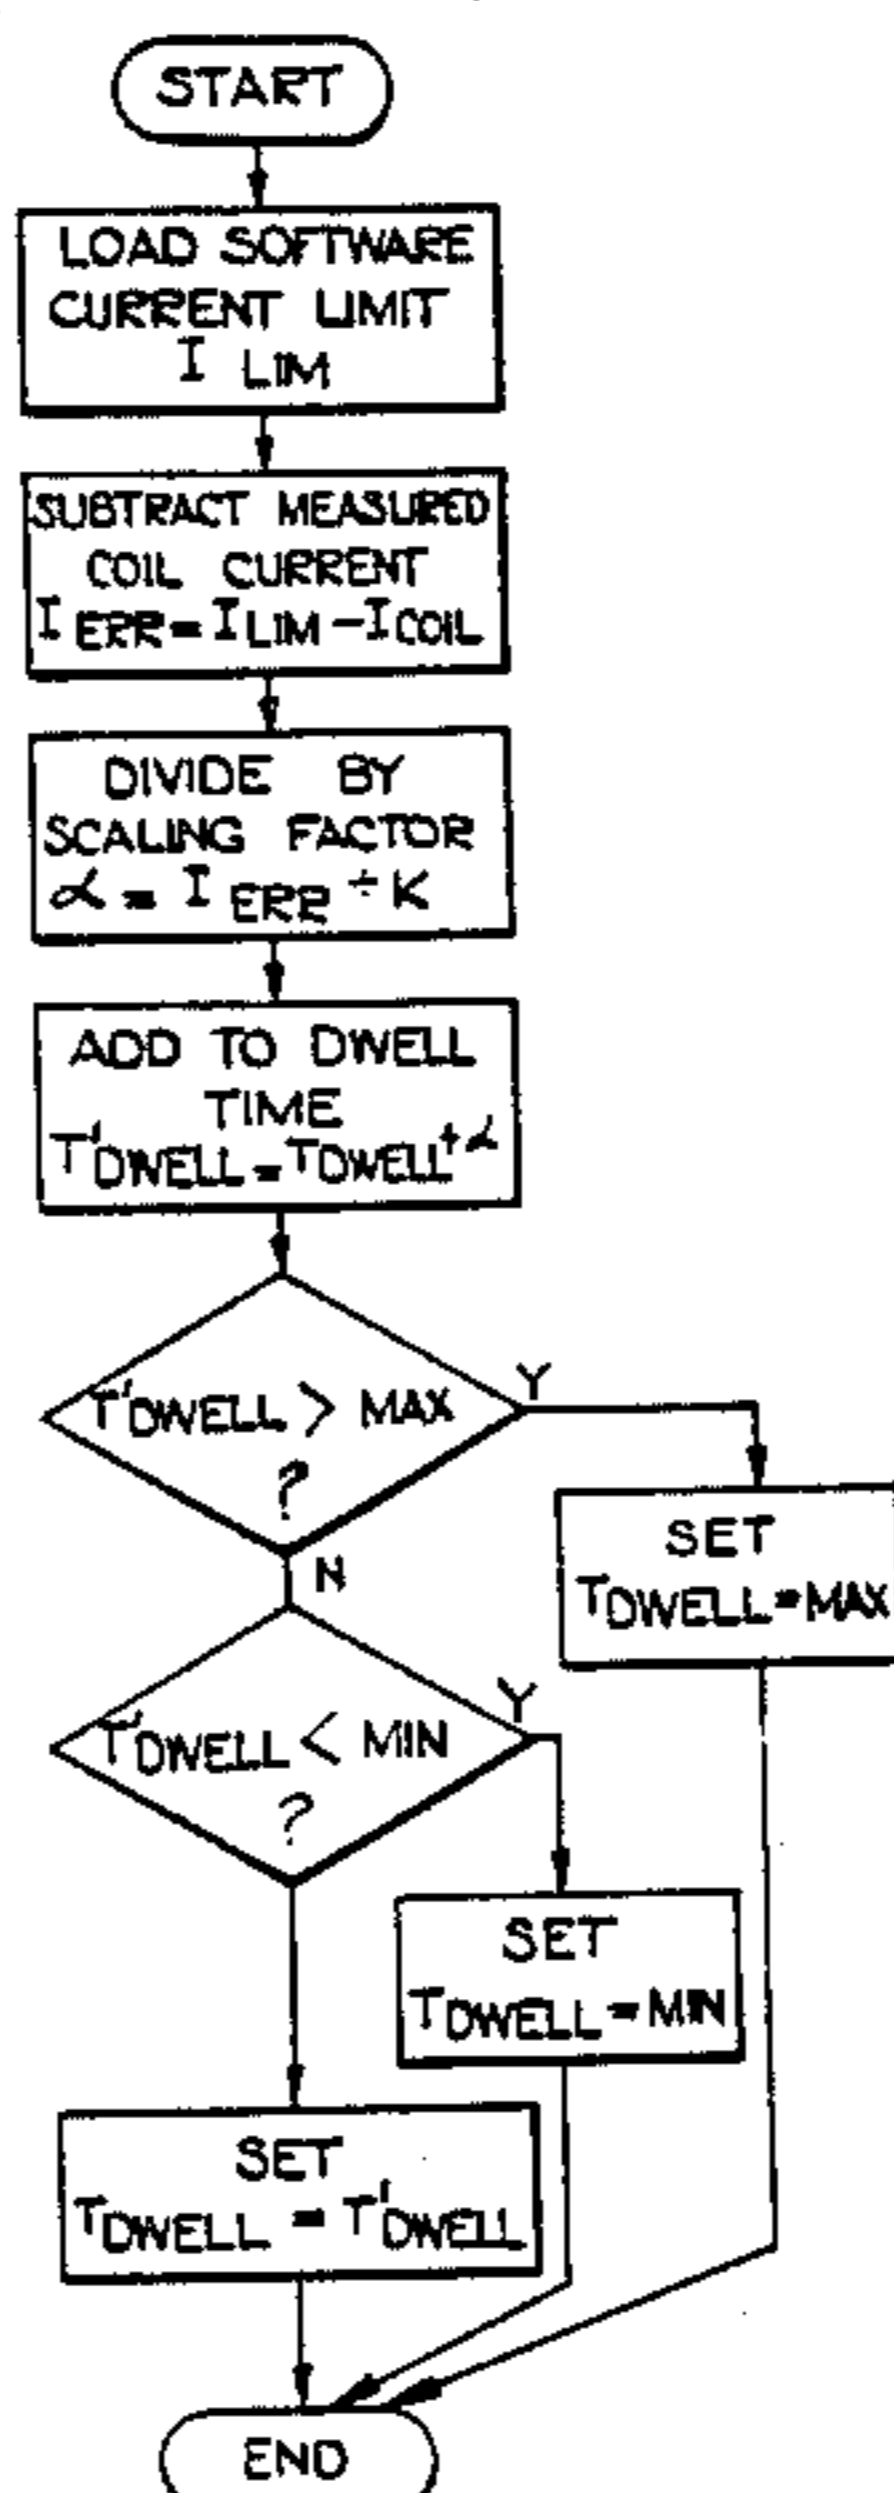 START
LOAD SOFTWARE
CURRENT LIMIT
I LIM
SUBTRACT MEASURED
COIL CURRENT
I ERR = I LIM - I COIL
DIVIDE BY
SCALING FACTOR
α = I ERR ÷ K
ADD TO DWELL
TIME
T'DWELL = TDWELL + α
T'DWELL > MAX
?
Y
N
SET
TDWELL = MAX
T'DWELL < MIN
?
Y
SET
TDWELL = MIN
SET
TDWELL = T'DWELL
END